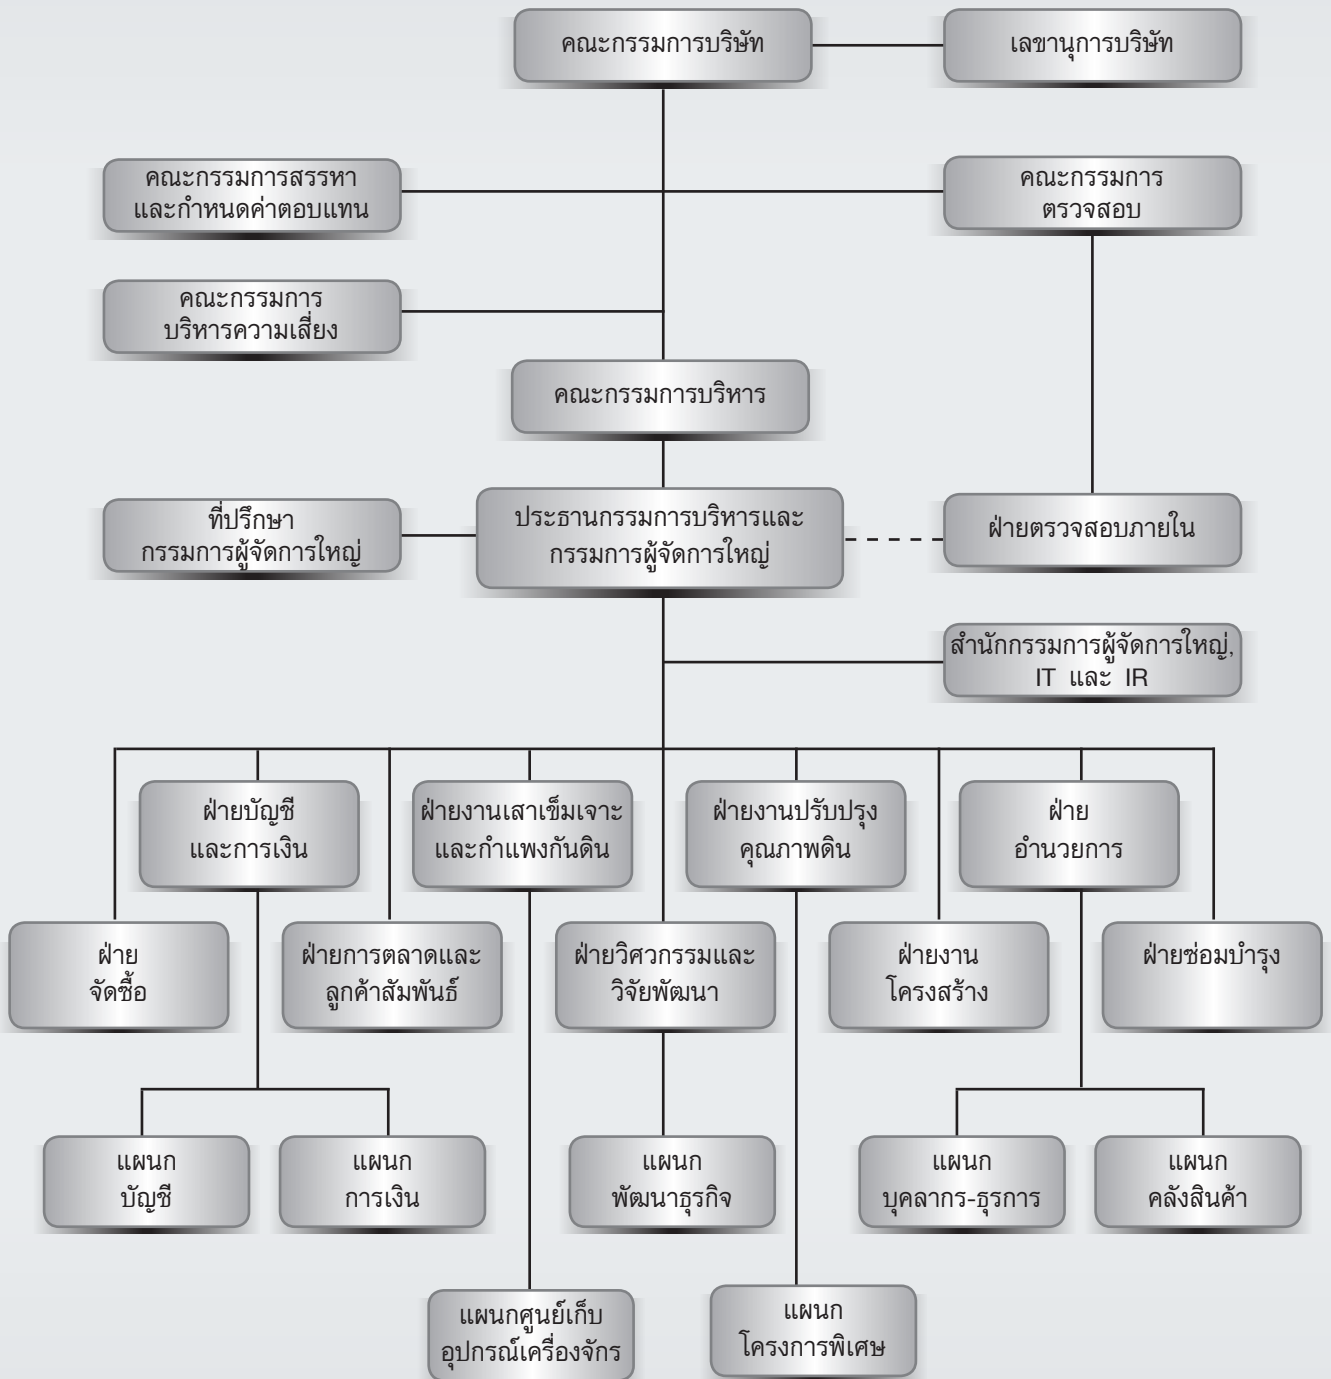 คณะกรรมการบริษัท
เลขานุการบริษัท
คณะกรรมการสรรหา
และกำหนดค่าตอบแทน
คณะกรรมการ
ตรวจสอบ
คณะกรรมการ
บริหารความเสี่ยง
คณะกรรมการบริหาร
ที่ปรึกษา
กรรมการผู้จัดการใหญ่
ประธานกรรมการบริหารและ
กรรมการผู้จัดการใหญ่
ฝ่ายตรวจสอบภายใน
สำนักกรรมการผู้จัดการใหญ่,
IT และ IR
ฝ่ายบัญชี
และการเงิน
ฝ่ายงานเสาเข็มเจาะ
และกำแพงกันดิน
ฝ่ายงานปรับปรุง
คุณภาพดิน
ฝ่าย
อำนวยการ
ฝ่าย
จัดซื้อ
ฝ่ายการตลาดและ
ลูกค้าสัมพันธ์
ฝ่ายวิศวกรรมและ
วิจัยพัฒนา
ฝ่ายงาน
โครงสร้าง
ฝ่ายซ่อมบำรุง
แผนก
บัญชี
แผนก
การเงิน
แผนก
พัฒนาธุรกิจ
แผนก
บุคลากร-ธุรการ
แผนก
คลังสินค้า
แผนกศูนย์เก็บ
อุปกรณ์เครื่องจักร
แผนก
โครงการพิเศษ